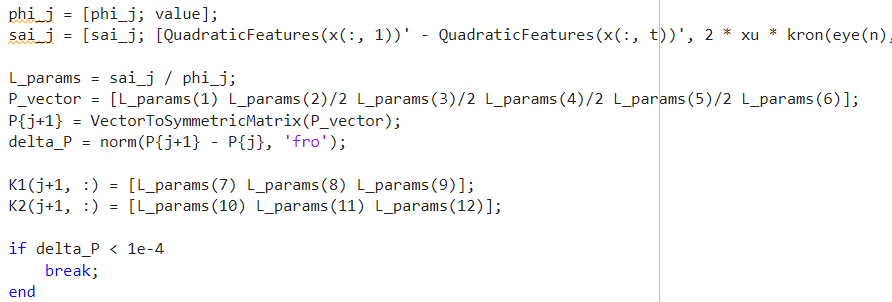 phi_j = [phi_j; value];
sai_j = [sai_j; [QuadraticFeatures(x(:, 1))' - QuadraticFeatures(x(:, t))', 2 * xu * kron(eye(n),
L_params = sai_j / phi_j;
P_vector = [L_params(1) L_params(2)/2 L_params(3)/2 L_params(4)/2 L_params(5)/2 L_params(6)];
P{j+1} = VectorToSymmetricMatrix(P_vector);
delta_P = norm(P{j+1} - P{j}, 'fro');
K1(j+1, :) = [L_params(7) L_params(8) L_params(9)];
K2(j+1, :) = [L_params(10) L_params(11) L_params(12)];
if delta_P < 1e-4
break;
end